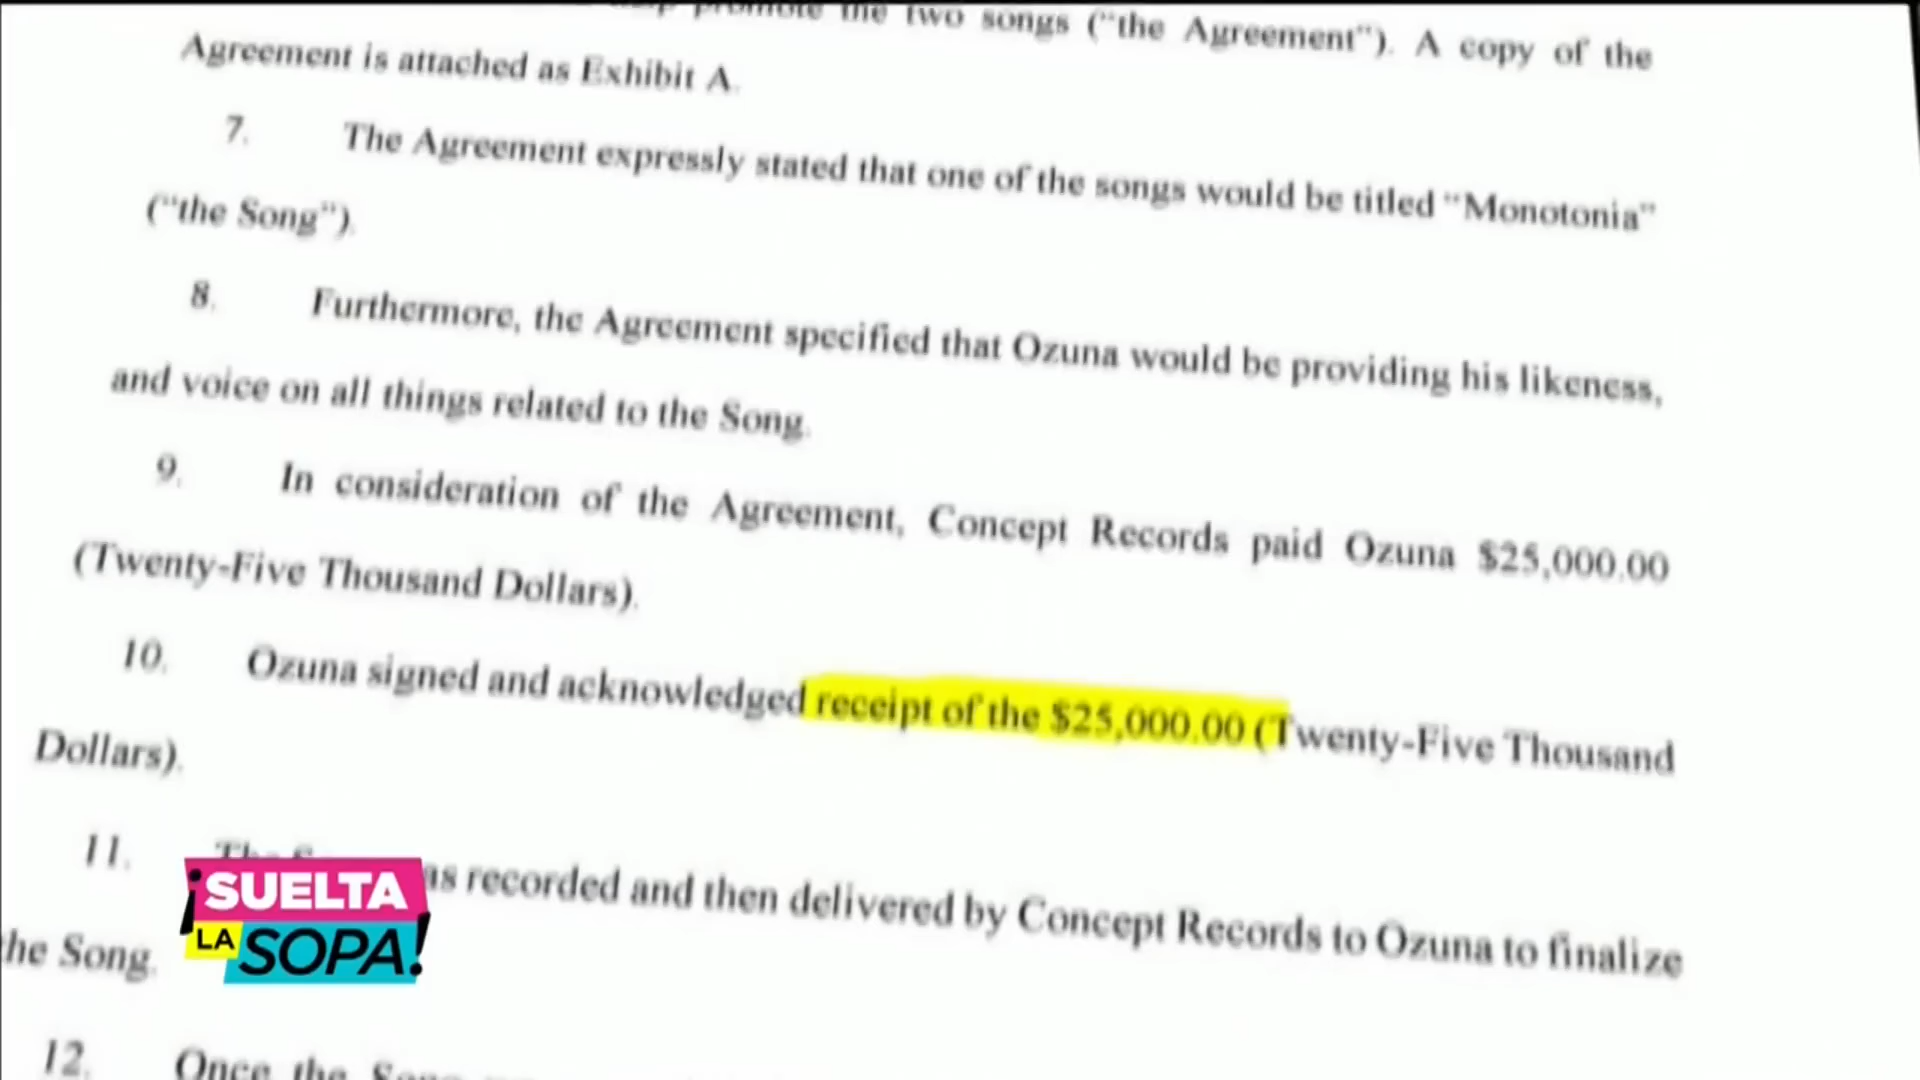 promote the two songs ("the Agreement"). A copy of the
Agreement is attached as Exhibit A.
7. The Agreement expressly stated that one of the songs would be titled "Monotonia"
("the Song").
8. Furthermore, the Agreement specified that Ozuna would be providing his likeness,
and voice on all things related to the Song.
9. In consideration of the Agreement, Concept Records paid Ozuna $25,000.00
(Twenty-Five Thousand Dollars).
10. Ozuna signed and acknowledged receipt of the $25,000.00 (Twenty-Five Thousand
Dollars).
11. The as recorded and then delivered by Concept Records to Ozuna to finalize
the Song.
12. Once the Song
¡SUELTA
LA SOPA!